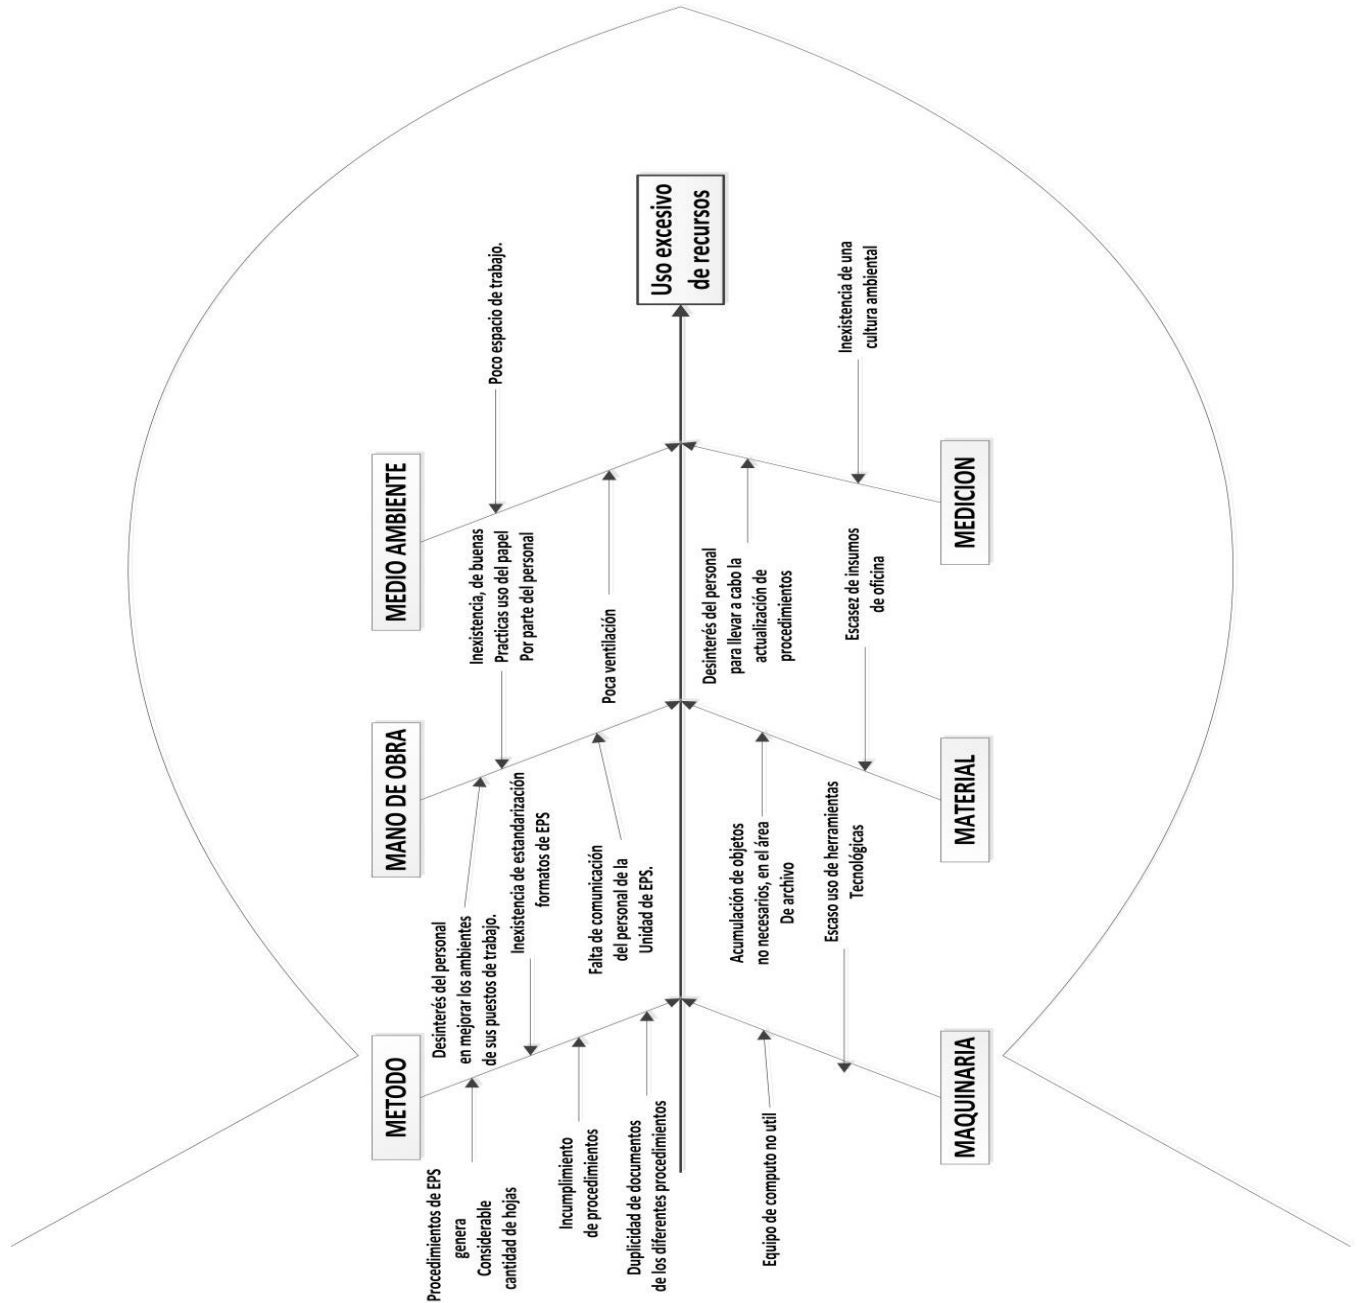 METODO
MANO DE OBRA
MEDIO AMBIENTE
Procedimientos de EPS
genera
Considerable
cantidad de hojas
Inexistencia de estandarización
formatos de EPS
Incumplimiento
de procedimientos
Duplicidad de documentos
de los diferentes procedimientos
Desinterés del personal
en mejorar los ambientes
de sus puestos de trabajo.
Inexistencia, de buenas
Practicas uso del papel
Por parte del personal
Falta de comunicación
del personal de la
Unidad de EPS.
Poco espacio de trabajo.
Poca ventilación
Uso excesivo
de recursos
Equipo de computo no util
Escaso uso de herramientas
Tecnológicas
Acumulación de objetos
no necesarios, en el área
De archivo
Escasez de insumos
de oficina
Desinterés del personal
para llevar a cabo la
actualización de
procedimientos
Inexistencia de una
cultura ambiental
MAQUINARIA
MATERIAL
MEDICION